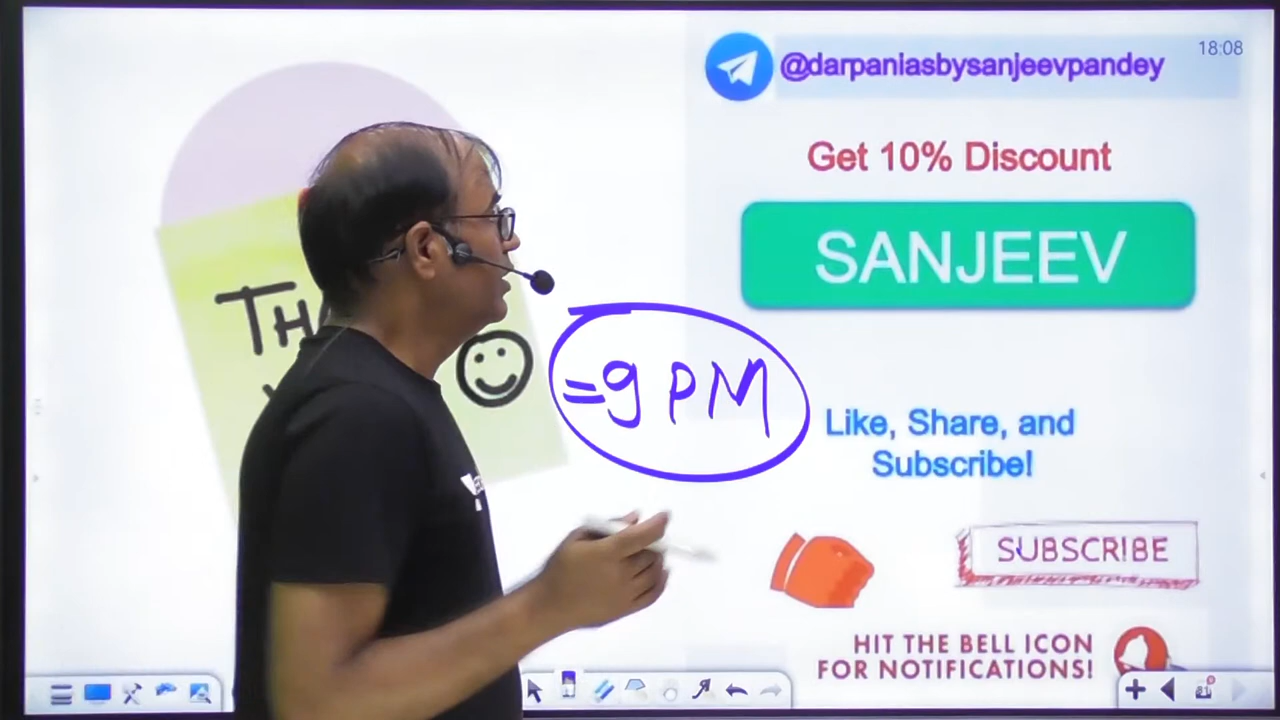 18:08
@darpaniasbysanjeevpandey
Get 10% Discount
SANJEEV
=9 PM
Like, Share, and
Subscribe!
SUBSCRIBE
HIT THE BELL ICON
FOR NOTIFICATIONS!